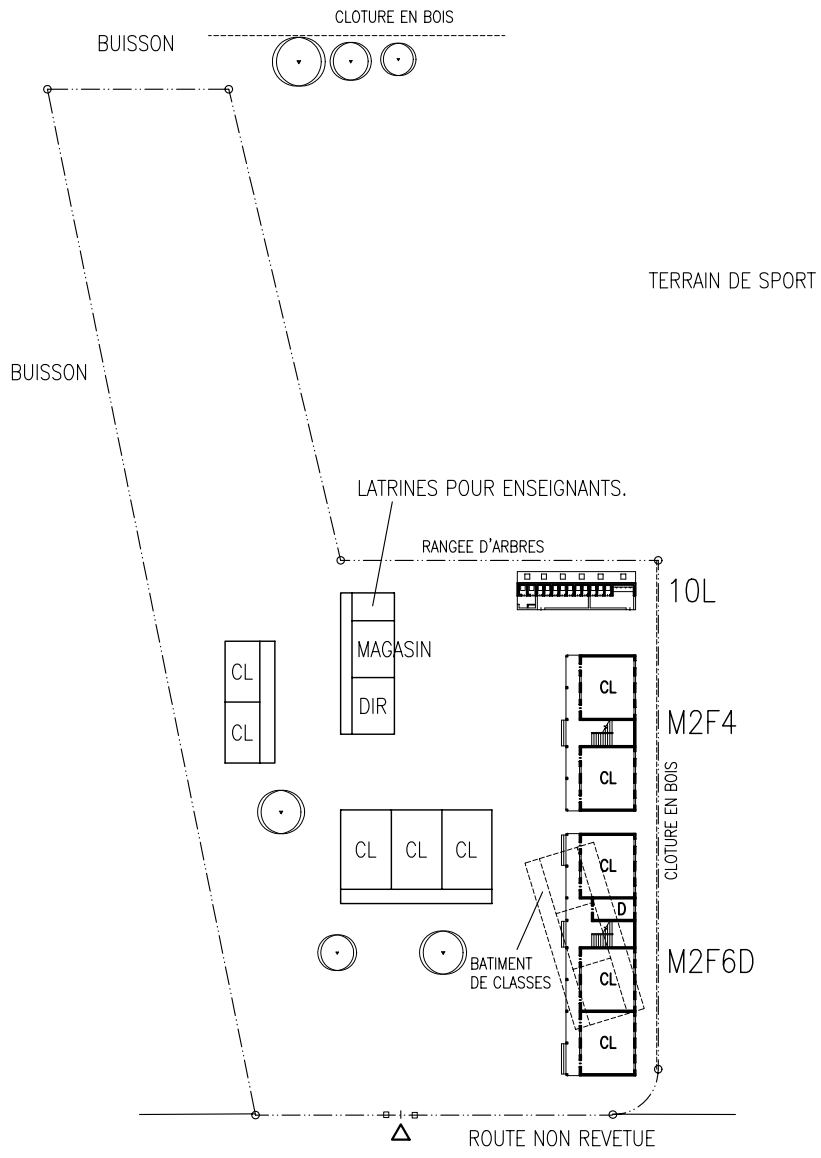 CLOTURE EN BOIS
BUISSON
TERRAIN DE SPORT
BUISSON
LATRINES POUR ENSEIGNANTS.
RANGEE D'ARBRES
10L
MAGASIN
CL
CL
DIR
CL
M2F4
CL
CLOTURE EN BOIS
CL CL CL
CL
D
BATIMENT
DE CLASSES
CL
M2F6D
CL
ROUTE NON REVETUE